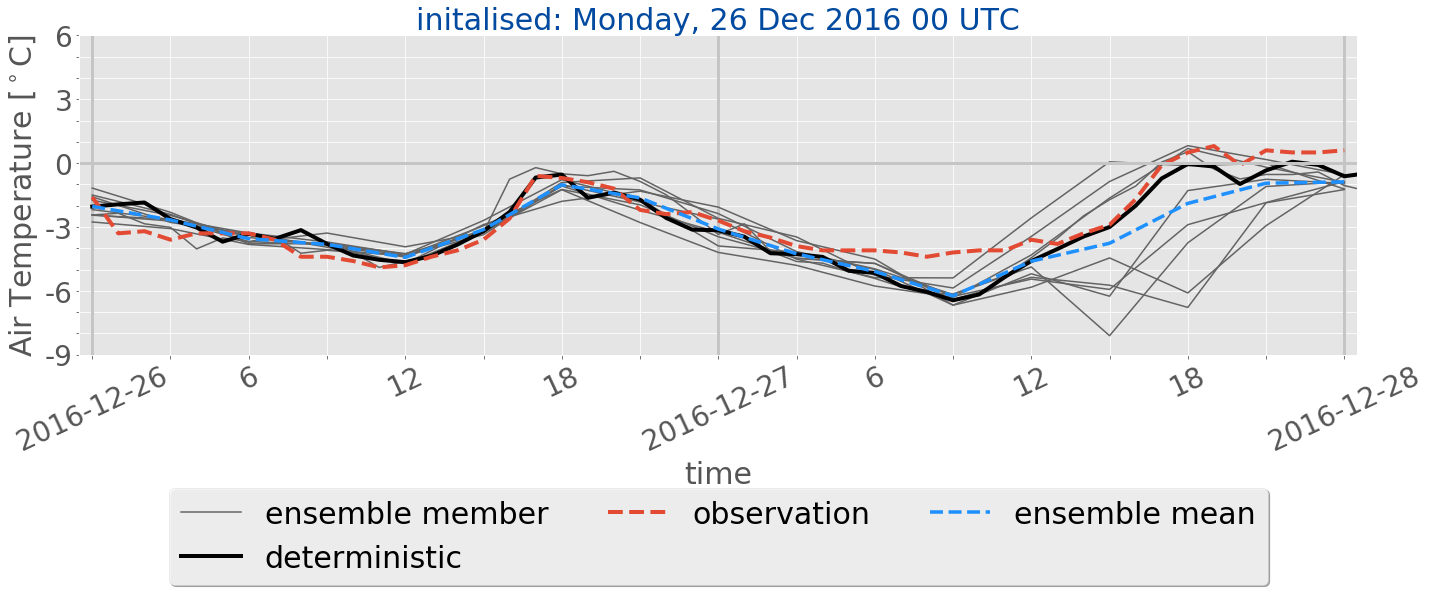 initalised: Monday, 26 Dec 2016 00 UTC
Air Temperature [°C]
6
3
0
-3
-6
-9
2016-12-26
6
12
18
2016-12-27
6
12
18
2016-12-28
time
ensemble member
observation
ensemble mean
deterministic